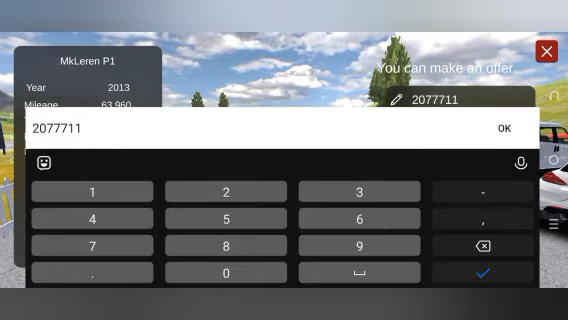 MkLeren P1
You can make an offer
Year 2013
Mileage 63 960
2077711
2077711 OK
1 2 3 -
4 5 6 ,
7 8 9
. 0